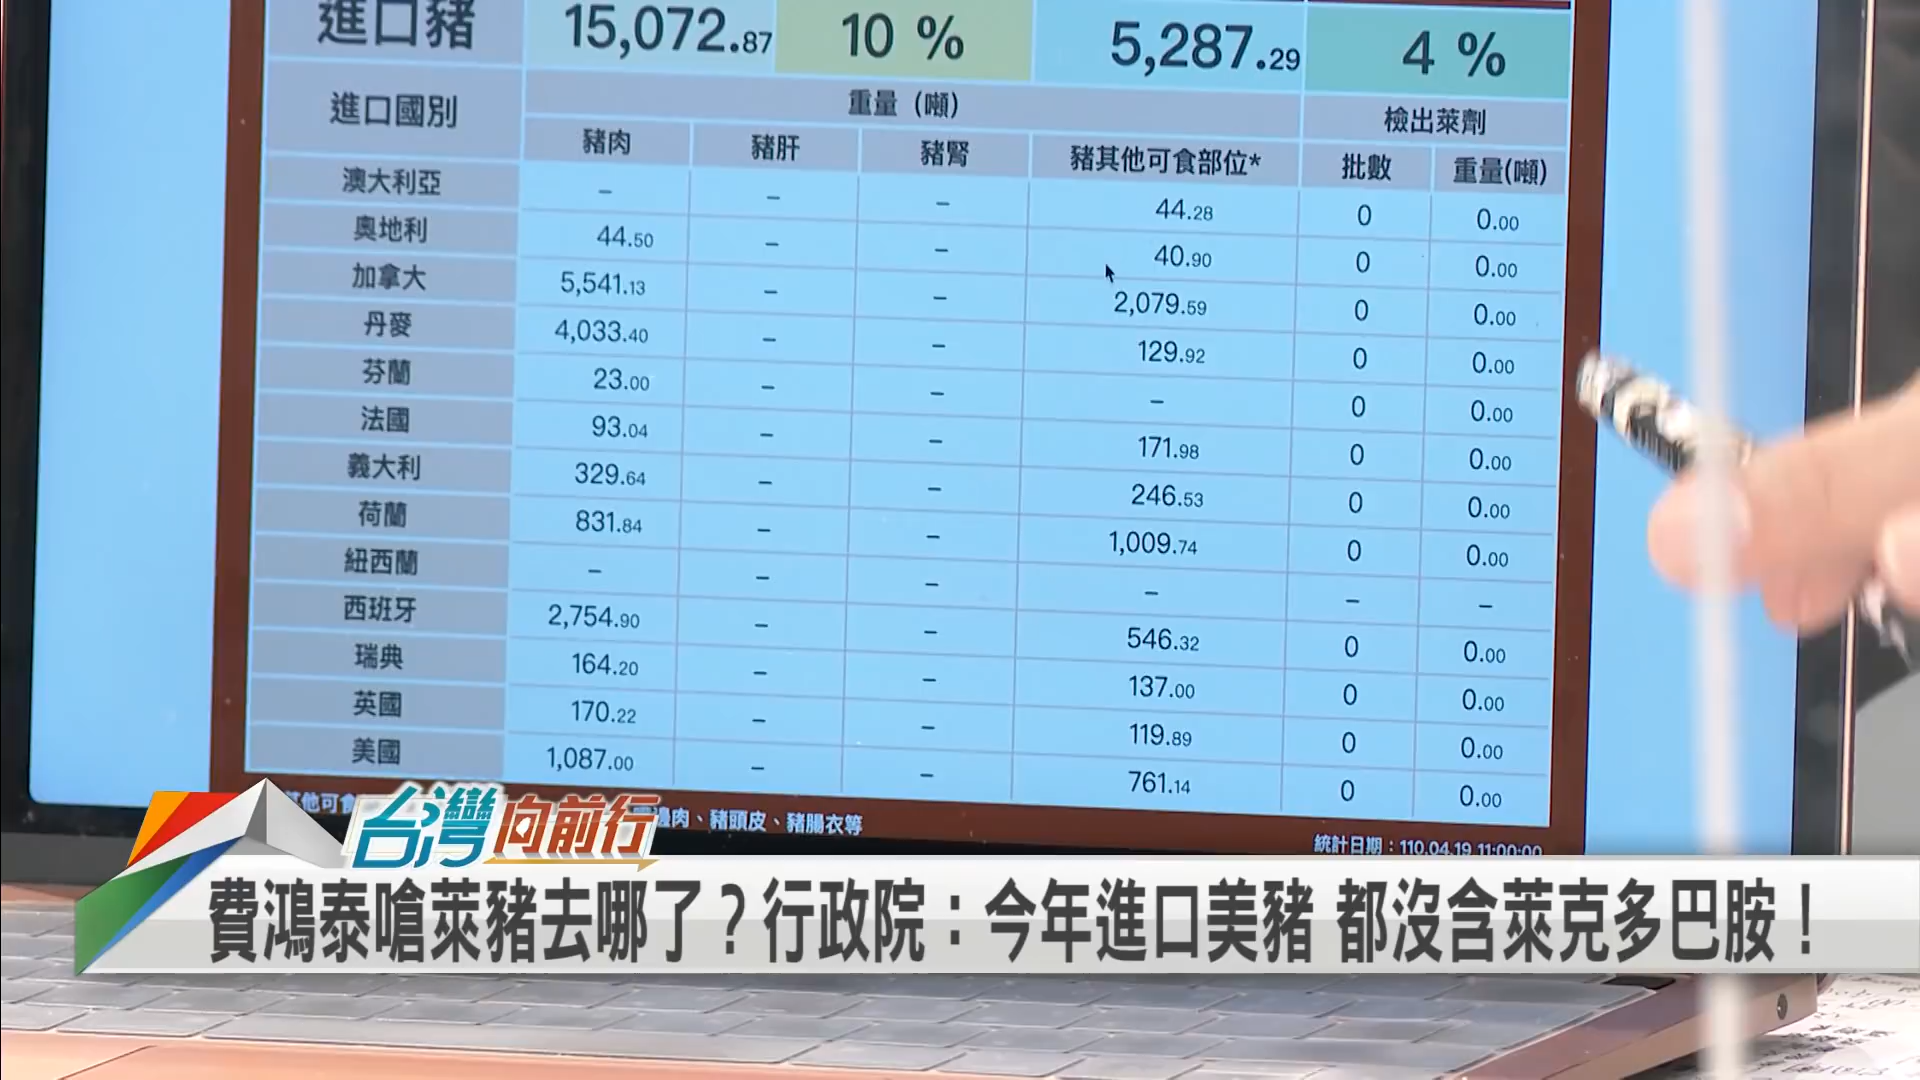 進口豬 15,072.87 10 % 5,287.29 4 %
進口國別 重量（噸） 檢出萊劑
豬肉 豬肝 豬腎 豬其他可食部位* 批數 重量(噸)
澳大利亞 – – – 44.28 0 0.00
奧地利 44.50 – – 40.90 0 0.00
加拿大 5,541.13 – – 2,079.59 0 0.00
丹麥 4,033.40 – – 129.92 0 0.00
芬蘭 23.00 – – – 0 0.00
法國 93.04 – – 171.98 0 0.00
義大利 329.64 – – 246.53 0 0.00
荷蘭 831.84 – – 1,009.74 0 0.00
紐西蘭 – – – – – –
西班牙 2,754.90 – – 546.32 0 0.00
瑞典 164.20 – – 137.00 0 0.00
英國 170.22 – – 119.89 0 0.00
美國 1,087.00 – – 761.14 0 0.00
其他可食 邊肉、豬頭皮、豬腸衣等
統計日期：110.04.19 11:00:00
台灣向前行
費鴻泰嗆萊豬去哪了？行政院：今年進口美豬 都沒含萊克多巴胺！